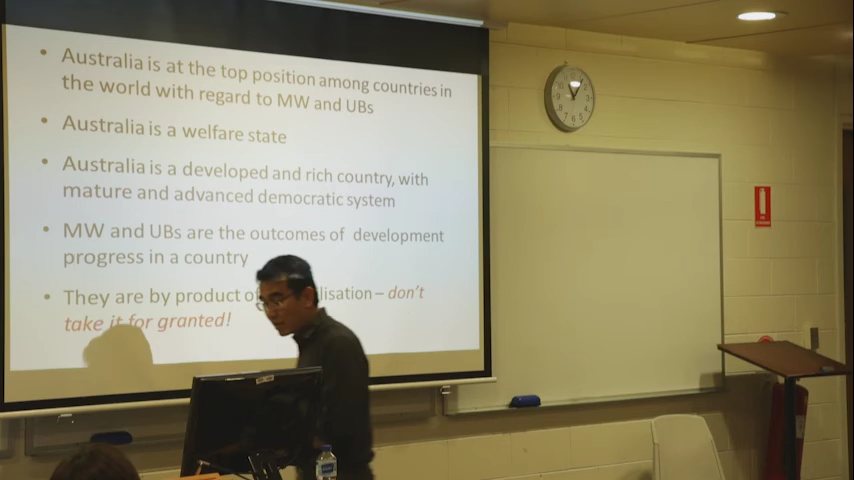 • Australia is at the top position among countries in
the world with regard to MW and UBs
• Australia is a welfare state
• Australia is a developed and rich country, with
mature and advanced democratic system
• MW and UBs are the outcomes of development
progress in a country
• They are by product of lisation – don't
take it for granted!